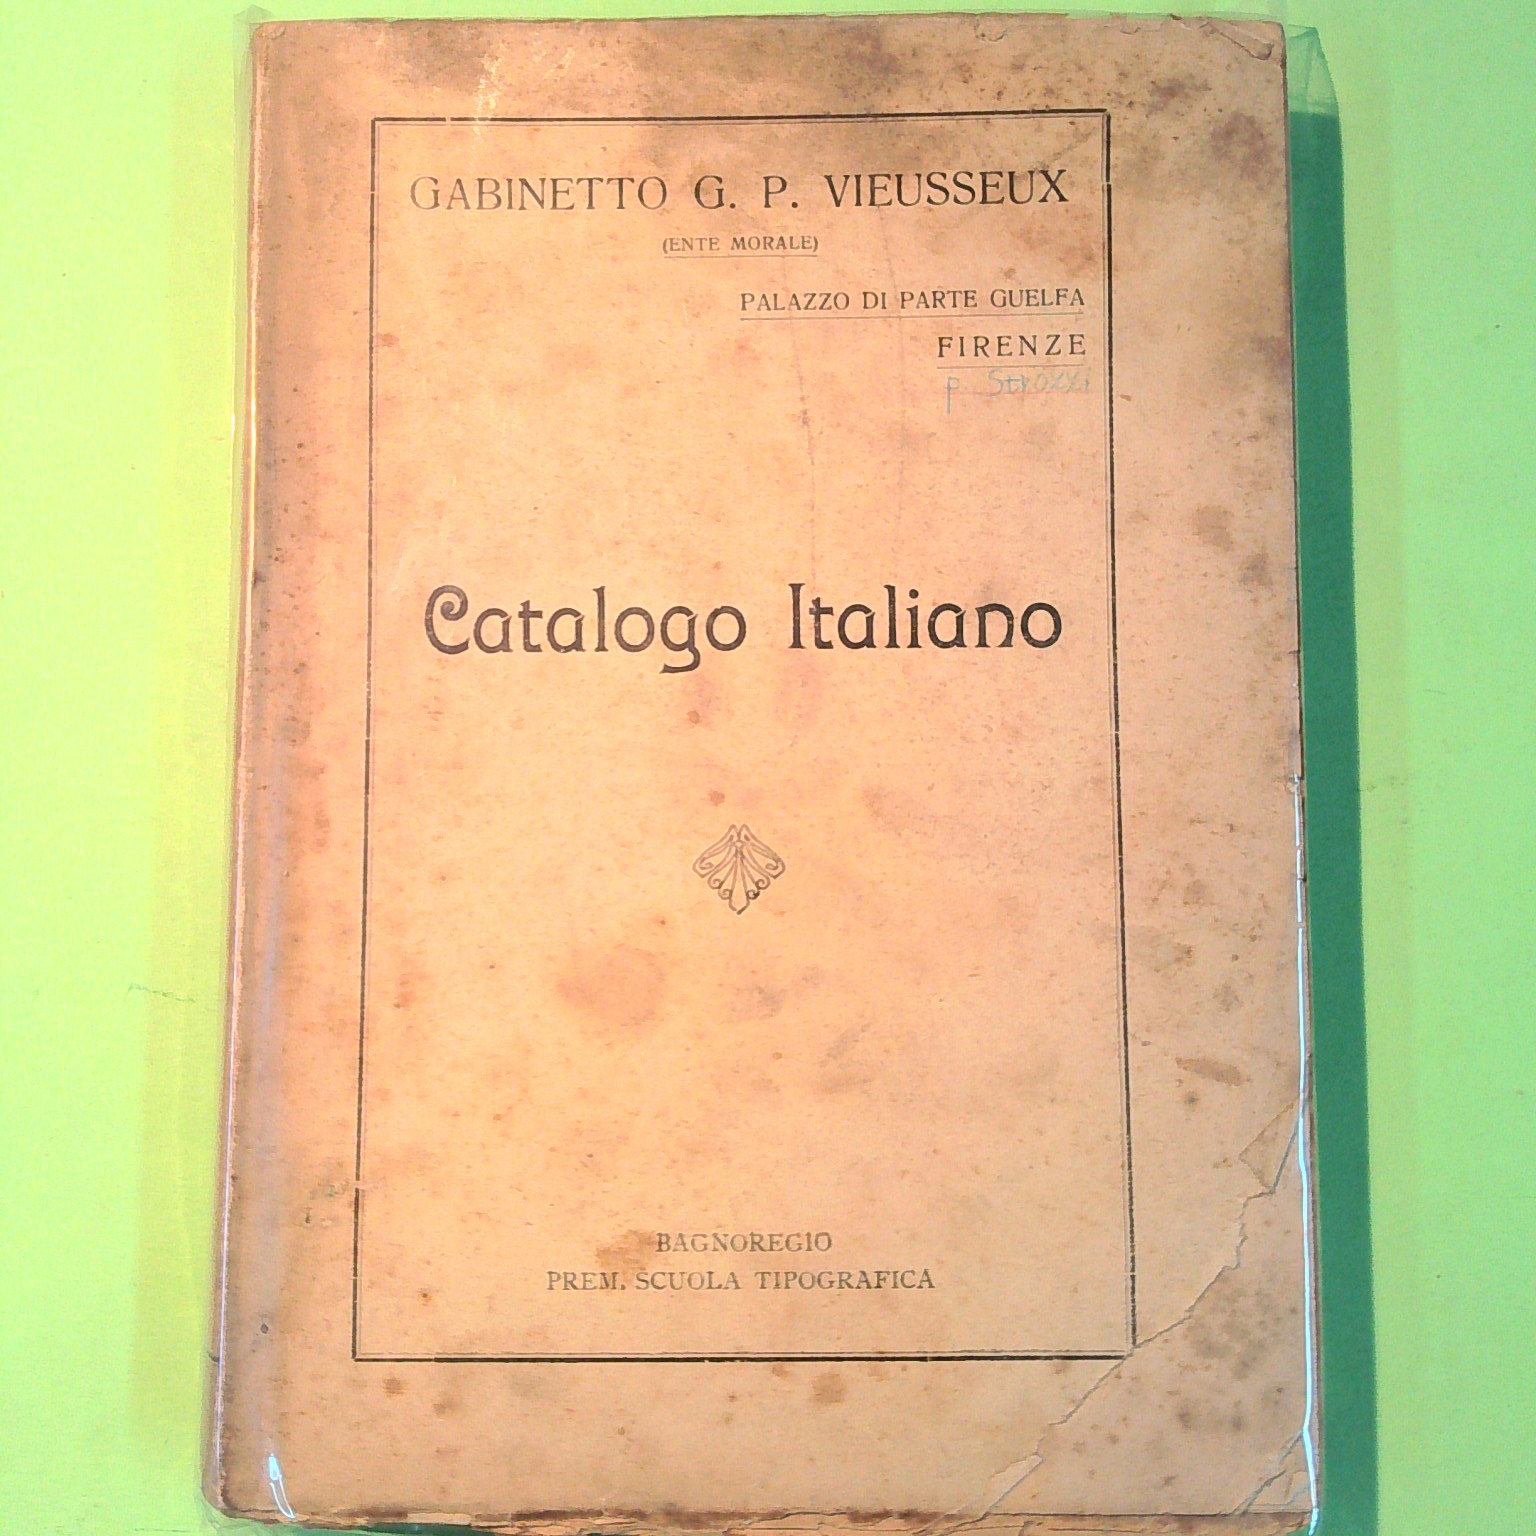 GABINETTO G. P. VIEUSSEUX
(ENTE MORALE)
PALAZZO DI PARTE GUELFA
FIRENZE
p. Strozzi
Catalogo Italiano
BAGNOREGIO
PREM. SCUOLA TIPOGRAFICA